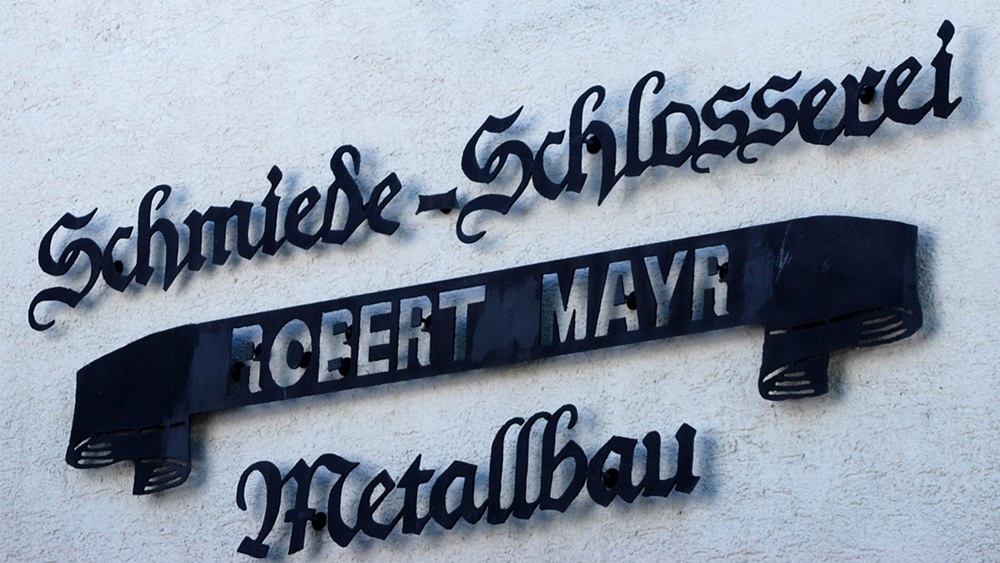 Schmiede-Schlosserei
ROBERT MAYR
Metallbau